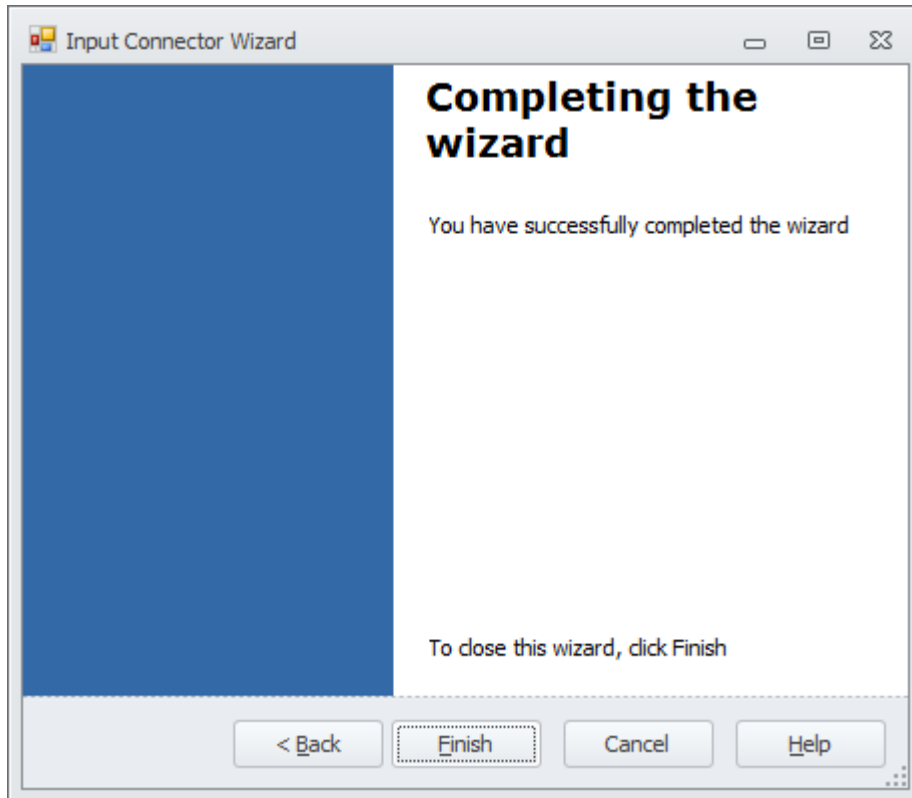 Input Connector Wizard
Completing the
wizard
You have successfully completed the wizard
To close this wizard, click Finish
< Back Finish Cancel Help